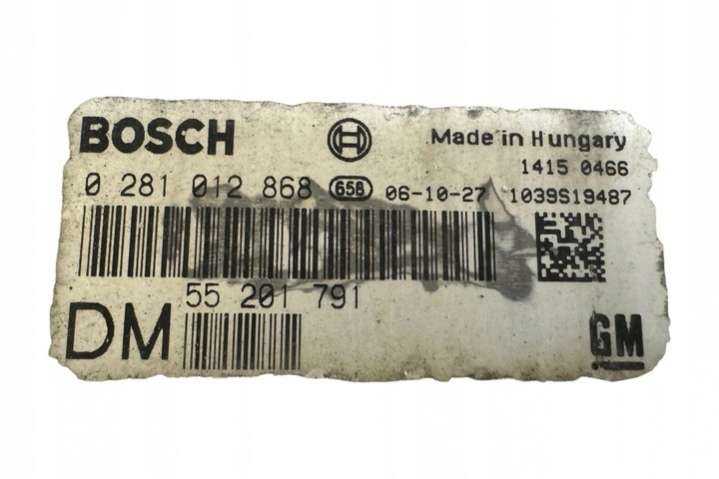 BOSCH Made in Hungary
1415 0466
0 281 012 868 658 06-10-27 1039S19487
55 201 791
DM GM